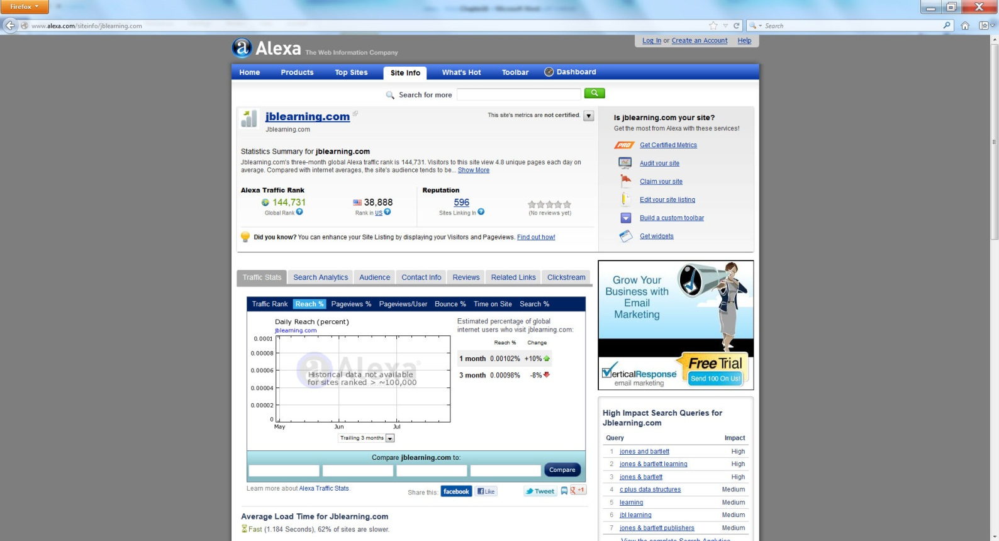 Firefox
www.alexa.com/siteinfo/jblearning.com
Search
Alexa The Web Information Company
Log In or Create an Account Help
Home Products Top Sites Site Info What's Hot Toolbar Dashboard
Search for more
jblearning.com
Jblearning.com
This site's metrics are not certified.
Statistics Summary for jblearning.com
Jblearning.com's three-month global Alexa traffic rank is 144,731. Visitors to this site view 4.8 unique pages each day on
average. Compared with internet averages, the site's audience tends to be... Show More
Alexa Traffic Rank
144,731
Global Rank ?
38,888
Rank in US ?
Reputation
596
Sites Linking In ?
(No reviews yet)
Did you know? You can enhance your Site Listing by displaying your Visitors and Pageviews. Find out how!
Is jblearning.com your site?
Get the most from Alexa with these services!
PRO Get Certified Metrics
Audit your site
Claim your site
Edit your site listing
Build a custom toolbar
Get widgets
Traffic Stats Search Analytics Audience Contact Info Reviews Related Links Clickstream
Traffic Rank Reach % Pageviews % Pageviews/User Bounce % Time on Site Search %
Daily Reach (percent)
jblearning.com
0.0001
0.00008
0.00006
0.00004
0.00002
0
Alexa
Historical data not available
for sites ranked > ~100,000
May Jun Jul
Trailing 3 months
Estimated percentage of global
internet users who visit jblearning.com:
Reach % Change
1 month 0.00102% +10%
3 month 0.00098% -8%
Compare jblearning.com to:
Compare
Learn more about Alexa Traffic Stats.
Share this: facebook Like Tweet +1
Average Load Time for Jblearning.com
Fast (1.184 Seconds), 62% of sites are slower.
Grow Your
Business with
Email
Marketing
VerticalResponse
email marketing
Free Trial
Send 100 On Us!
High Impact Search Queries for
Jblearning.com
Query Impact
1 jones and bartlett High
2 jones & bartlett learning High
3 jones & bartlett High
4 c plus data structures Medium
5 learning Medium
6 jbl learning Medium
7 jones & bartlett publishers Medium
View the complete Search Analytics